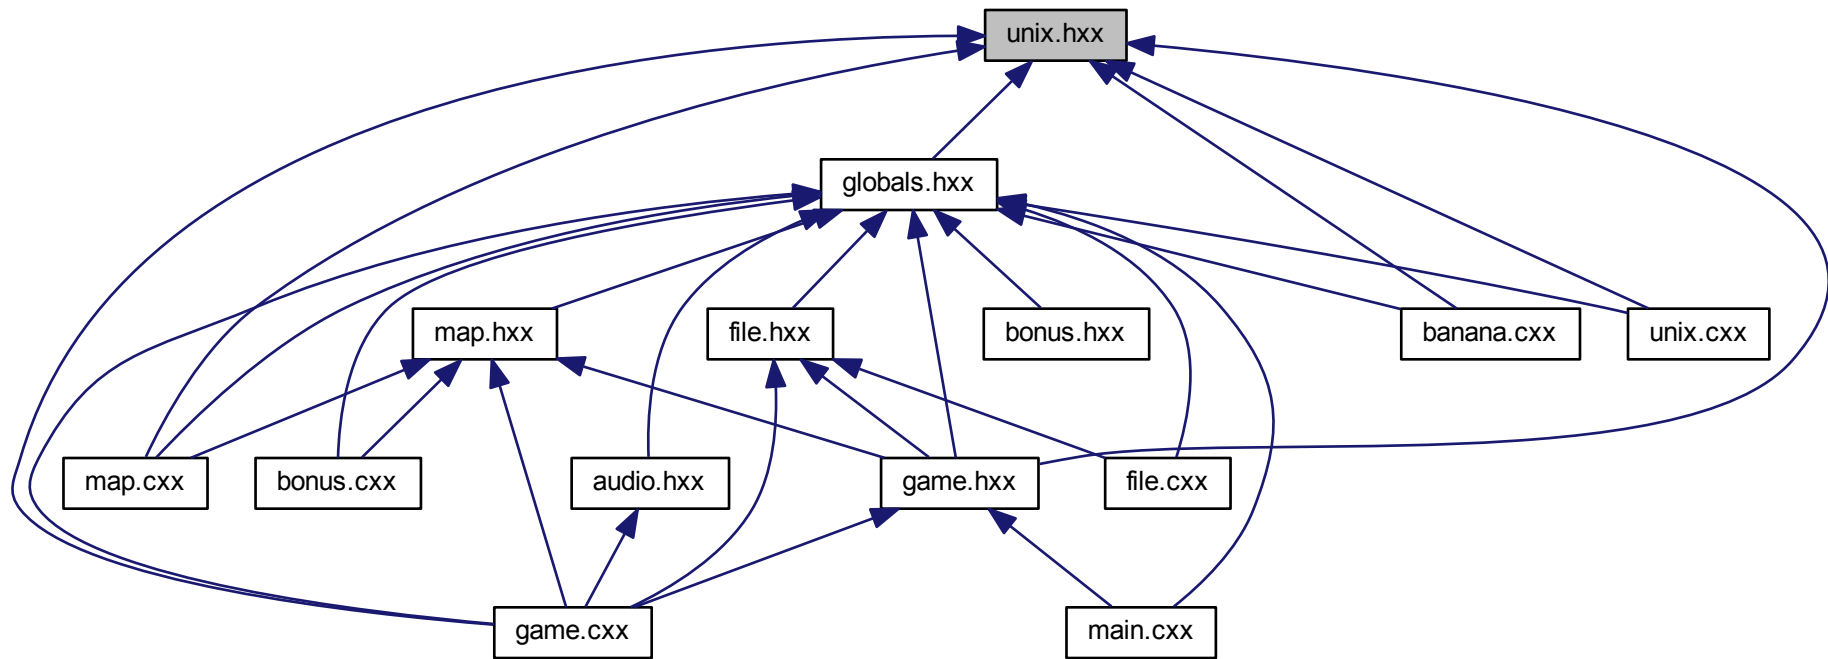 unix.hxx
globals.hxx
map.hxx
file.hxx
bonus.hxx
banana.cxx
unix.cxx
map.cxx
bonus.cxx
audio.hxx
game.hxx
file.cxx
game.cxx
main.cxx